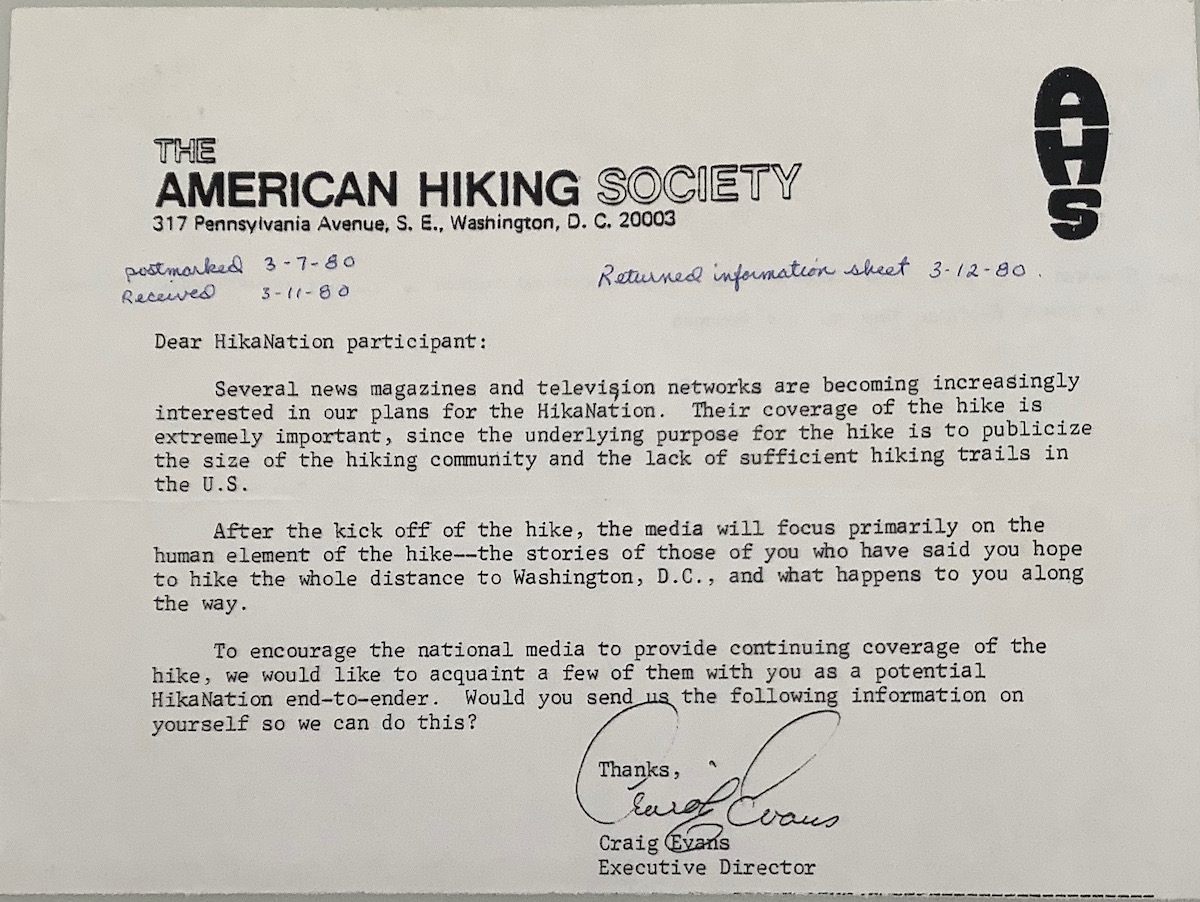 AHS
THE
AMERICAN HIKING SOCIETY
317 Pennsylvania Avenue, S. E., Washington, D. C. 20003
postmarked 3-7-80
Received 3-11-80
Returned information sheet 3-12-80.
Dear HikaNation participant:
Several news magazines and television networks are becoming increasingly
interested in our plans for the HikaNation. Their coverage of the hike is
extremely important, since the underlying purpose for the hike is to publicize
the size of the hiking community and the lack of sufficient hiking trails in
the U.S.
After the kick off of the hike, the media will focus primarily on the
human element of the hike--the stories of those of you who have said you hope
to hike the whole distance to Washington, D.C., and what happens to you along
the way.
To encourage the national media to provide continuing coverage of the
hike, we would like to acquaint a few of them with you as a potential
HikaNation end-to-ender. Would you send us the following information on
yourself so we can do this?
Thanks,
Craig Evans
Craig Evans
Executive Director